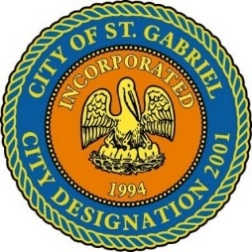 CITY OF ST. GABRIEL
INCORPORATED
1994
CITY DESIGNATION 2001